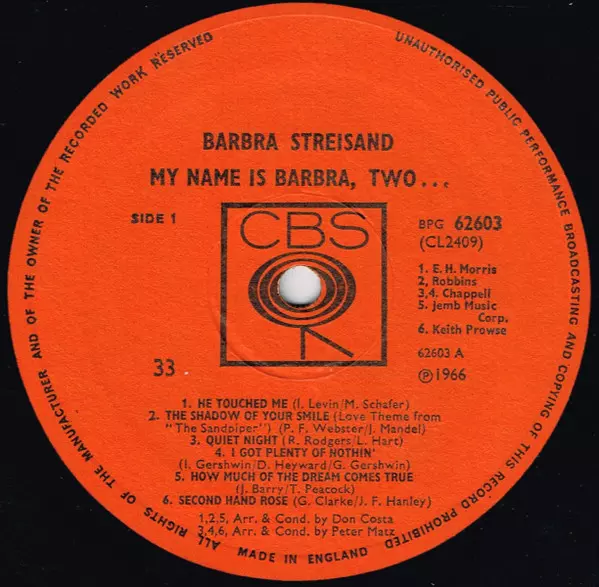 ALL RIGHTS OF THE MANUFACTURER AND OF THE OWNER OF THE RECORDED WORK RESERVED
UNAUTHORISED PUBLIC PERFORMANCE BROADCASTING AND COPYING OF THIS RECORD PROHIBITED
BARBRA STREISAND
MY NAME IS BARBRA, TWO...
SIDE 1
CBS
BPG 62603
(CL2409)
1. E. H. Morris
2, Robbins
3,4. Chappell
5. Jemb Music
Corp.
6. Keith Prowse
62603 A
℗ 1966
33
1. HE TOUCHED ME (I. Levin/M. Schafer)
2. THE SHADOW OF YOUR SMILE (Love Theme from
"The Sandpiper") (P. F. Webster/J. Mandel)
3. QUIET NIGHT (R. Rodgers/L. Hart)
4. I GOT PLENTY OF NOTHIN'
(I. Gershwin/D. Heyward/G. Gershwin)
5. HOW MUCH OF THE DREAM COMES TRUE
(J. Barry/T. Peacock)
6. SECOND HAND ROSE (G. Clarke/J. F. Hanley)
1,2,5, Arr. & Cond. by Don Costa
3,4,6, Arr. & Cond. by Peter Matz
MADE IN ENGLAND